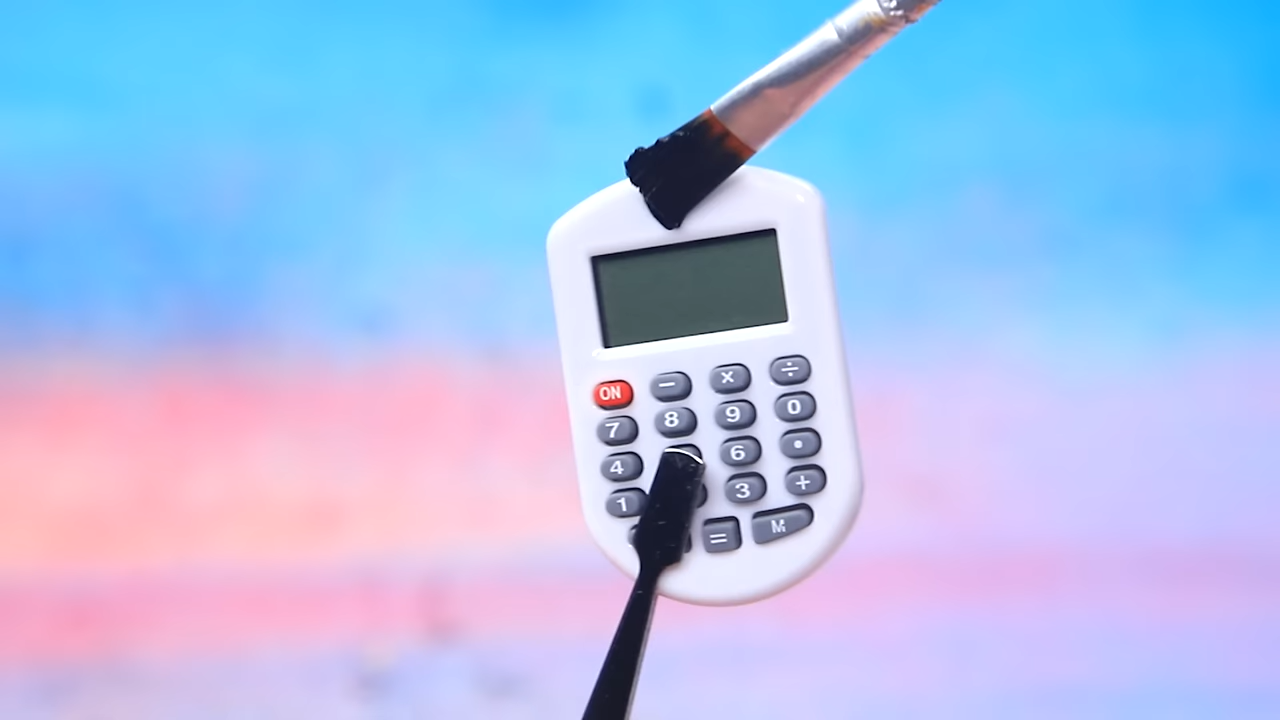 ON − × ÷
7 8 9 0
4 6 •
1 3 +
= M